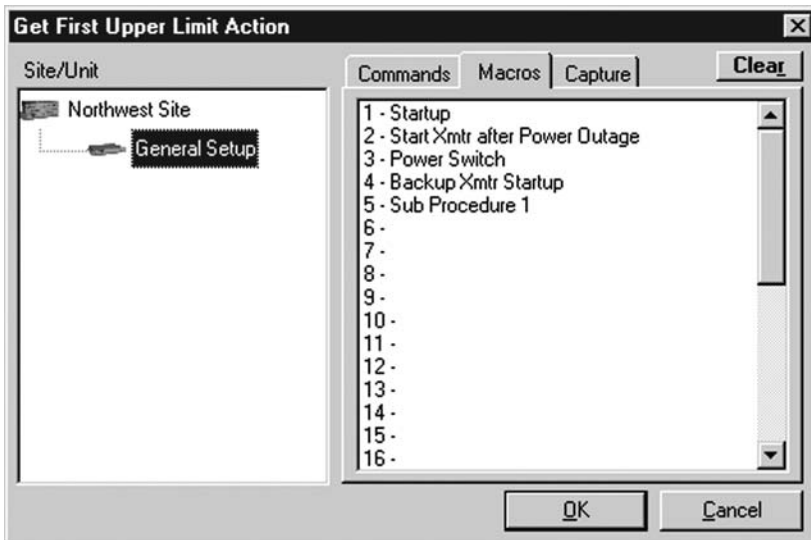 Get First Upper Limit Action
Site/Unit
Northwest Site
General Setup
Commands Macros Capture Clear
1 - Startup
2 - Start Xmtr after Power Outage
3 - Power Switch
4 - Backup Xmtr Startup
5 - Sub Procedure 1
6 -
7 -
8 -
9 -
10 -
11 -
12 -
13 -
14 -
15 -
16 -
OK Cancel